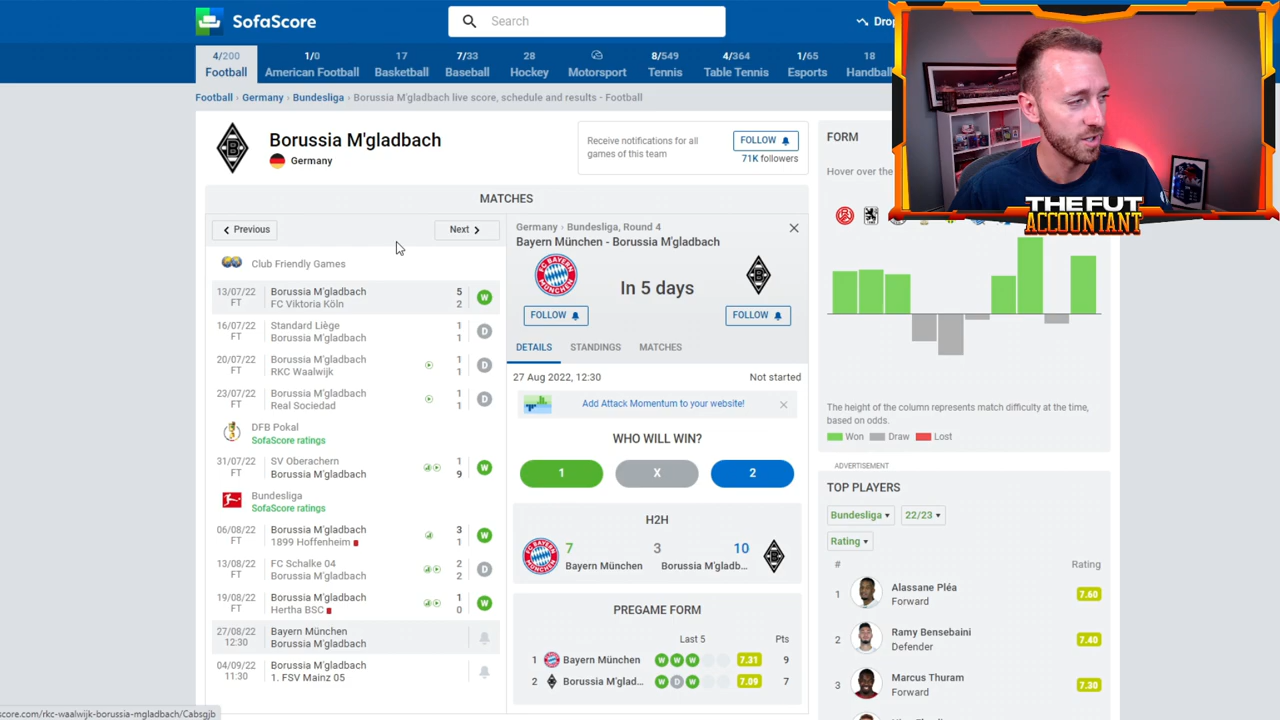 SofaScore
Search
Dro
4/200
Football
1/0
American Football
17
Basketball
7/33
Baseball
28
Hockey
Motorsport
8/549
Tennis
4/364
Table Tennis
1/65
Esports
18
Handball
Football > Germany > Bundesliga > Borussia M'gladbach live score, schedule and results - Football
Borussia M'gladbach
Germany
Receive notifications for all
games of this team
FOLLOW
71K followers
MATCHES
Previous
Next
Club Friendly Games
13/07/22
FT
Borussia M'gladbach 5
FC Viktoria Köln 2
W
16/07/22
FT
Standard Liège 1
Borussia M'gladbach 1
D
20/07/22
FT
Borussia M'gladbach 1
RKC Waalwijk 1
D
23/07/22
FT
Borussia M'gladbach 1
Real Sociedad 1
D
DFB Pokal
SofaScore ratings
31/07/22
FT
SV Oberachern 1
Borussia M'gladbach 9
W
Bundesliga
SofaScore ratings
06/08/22
FT
Borussia M'gladbach 3
1899 Hoffenheim 1
W
13/08/22
FT
FC Schalke 04 2
Borussia M'gladbach 2
D
19/08/22
FT
Borussia M'gladbach 1
Hertha BSC 0
W
27/08/22
12:30
Bayern München
Borussia M'gladbach
04/09/22
11:30
Borussia M'gladbach
1. FSV Mainz 05
Germany > Bundesliga, Round 4
Bayern München - Borussia M'gladbach
In 5 days
FOLLOW
FOLLOW
DETAILS STANDINGS MATCHES
27 Aug 2022, 12:30 Not started
Add Attack Momentum to your website!
WHO WILL WIN?
1 X 2
H2H
7 3 10
Bayern München Borussia M'gladb...
PREGAME FORM
Last 5 Pts
1 Bayern München W W W 7.31 9
2 Borussia M'glad... W D W 7.09 7
FORM
Hover over the
The height of the column represents match difficulty at the time,
based on odds.
Won Draw Lost
ADVERTISEMENT
TOP PLAYERS
Bundesliga 22/23
Rating
# Rating
1 Alassane Pléa 7.60
Forward
2 Ramy Bensebaini 7.40
Defender
3 Marcus Thuram 7.30
Forward
THE FUT
ACCOUNTANT
score.com/rkc-waalwijk-borussia-mgladbach/Cabsgjb